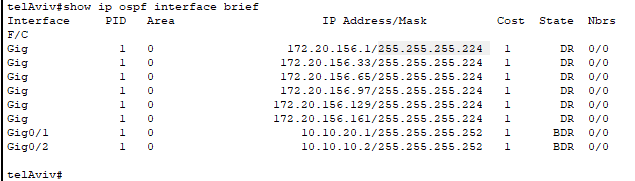 telAviv#show ip ospf interface brief
Interface PID Area IP Address/Mask Cost State Nbrs
F/C
Gig 1 0 172.20.156.1/255.255.255.224 1 DR 0/0
Gig 1 0 172.20.156.33/255.255.255.224 1 DR 0/0
Gig 1 0 172.20.156.65/255.255.255.224 1 DR 0/0
Gig 1 0 172.20.156.97/255.255.255.224 1 DR 0/0
Gig 1 0 172.20.156.129/255.255.255.224 1 DR 0/0
Gig 1 0 172.20.156.161/255.255.255.224 1 DR 0/0
Gig0/1 1 0 10.10.20.1/255.255.255.252 1 BDR 0/0
Gig0/2 1 0 10.10.10.2/255.255.255.252 1 BDR 0/0
telAviv#